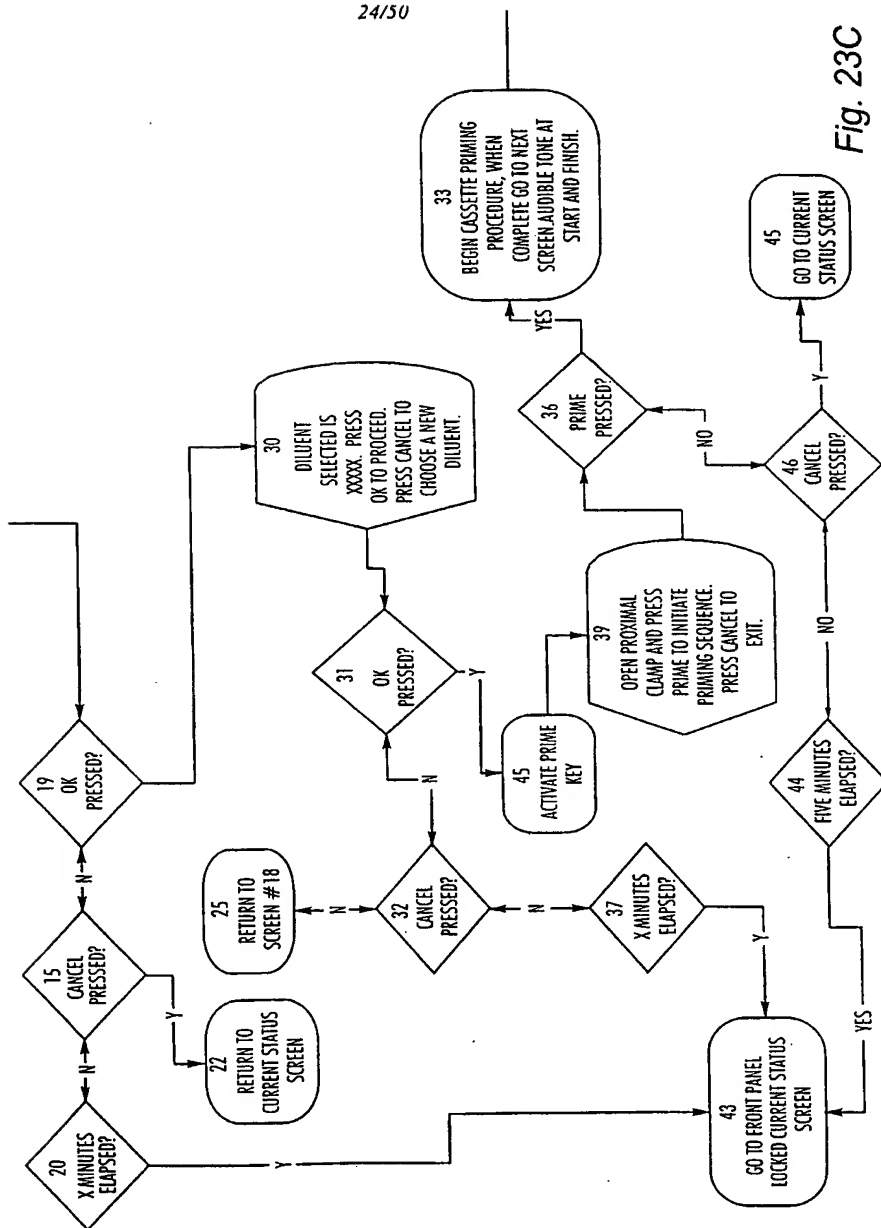 24/50
20
X MINUTES
ELAPSED?
N
15
CANCEL
PRESSED?
N
19
OK
PRESSED?
Y
22
RETURN TO
CURRENT STATUS
SCREEN
Y
30
DILUENT
SELECTED IS
XXXX. PRESS
OK TO PROCEED.
PRESS CANCEL TO
CHOOSE A NEW
DILUENT.
31
OK
PRESSED?
N
Y
25
RETURN TO
SCREEN #18
N
32
CANCEL
PRESSED?
N
37
X MINUTES
ELAPSED?
Y
45
ACTIVATE PRIME
KEY
39
OPEN PROXIMAL
CLAMP AND PRESS
PRIME TO INITIATE
PRIMING SEQUENCE.
PRESS CANCEL TO
EXIT.
36
PRIME
PRESSED?
YES
NO
33
BEGIN CASSETTE PRIMING
PROCEDURE, WHEN
COMPLETE GO TO NEXT
SCREEN AUDIBLE TONE AT
START AND FINISH.
43
GO TO FRONT PANEL
LOCKED CURRENT STATUS
SCREEN
YES
44
FIVE MINUTES
ELAPSED?
NO
46
CANCEL
PRESSED?
Y
45
GO TO CURRENT
STATUS SCREEN
Fig. 23C